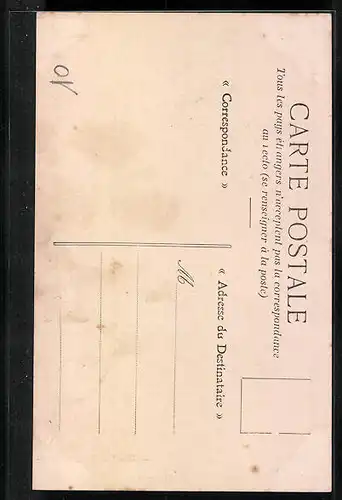 CARTE POSTALE
Tous les pays étrangers n'acceptent pas la correspondance
au recto (se renseigner à la poste)
« Correspondance »
« Adresse du Destinataire »
M